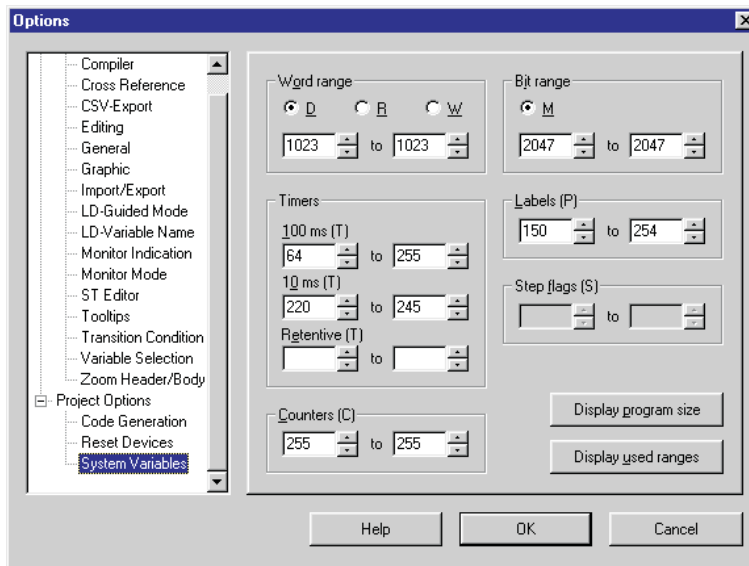 Options
Compiler
Cross Reference
CSV-Export
Editing
General
Graphic
Import/Export
LD-Guided Mode
LD-Variable Name
Monitor Indication
Monitor Mode
ST Editor
Tooltips
Transition Condition
Variable Selection
Zoom Header/Body
Project Options
Code Generation
Reset Devices
System Variables
Word range
D R W
1023 to 1023
Timers
100 ms (T)
64 to 255
10 ms (T)
220 to 245
Retentive (T)
to
Counters (C)
255 to 255
Bit range
M
2047 to 2047
Labels (P)
150 to 254
Step flags (S)
to
Display program size
Display used ranges
Help OK Cancel